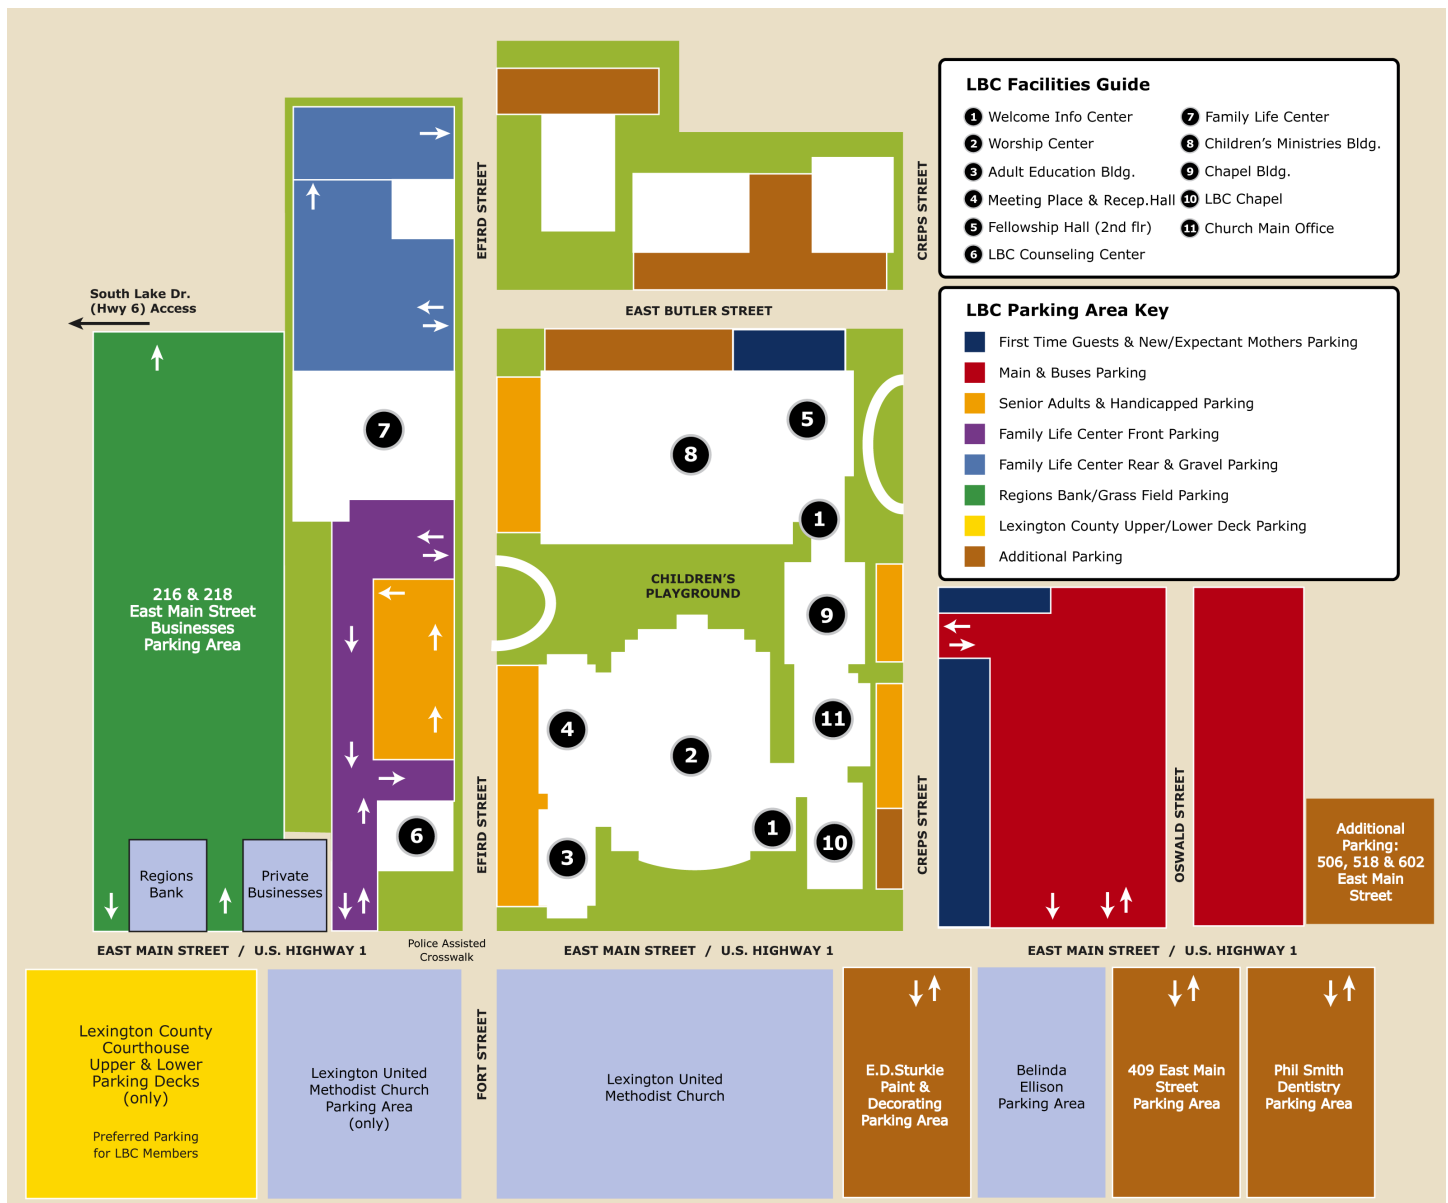 LBC Facilities Guide
1 Welcome Info Center
2 Worship Center
3 Adult Education Bldg.
4 Meeting Place & Recep.Hall
5 Fellowship Hall (2nd flr)
6 LBC Counseling Center
7 Family Life Center
8 Children's Ministries Bldg.
9 Chapel Bldg.
10 LBC Chapel
11 Church Main Office
LBC Parking Area Key
First Time Guests & New/Expectant Mothers Parking
Main & Buses Parking
Senior Adults & Handicapped Parking
Family Life Center Front Parking
Family Life Center Rear & Gravel Parking
Regions Bank/Grass Field Parking
Lexington County Upper/Lower Deck Parking
Additional Parking
EFIRD STREET
CREPS STREET
South Lake Dr.
(Hwy 6) Access
EAST BUTLER STREET
7
8
5
1
CHILDREN'S
PLAYGROUND
9
216 & 218
East Main Street
Businesses
Parking Area
4
2
11
6
3
1
10
EFIRD STREET
CREPS STREET
OSWALD STREET
Additional
Parking:
506, 518 & 602
East Main
Street
Regions
Bank
Private
Businesses
EAST MAIN STREET / U.S. HIGHWAY 1
Police Assisted
Crosswalk
EAST MAIN STREET / U.S. HIGHWAY 1
EAST MAIN STREET / U.S. HIGHWAY 1
Lexington County
Courthouse
Upper & Lower
Parking Decks
(only)
Preferred Parking
for LBC Members
Lexington United
Methodist Church
Parking Area
(only)
FORT STREET
Lexington United
Methodist Church
E.D.Sturkie
Paint &
Decorating
Parking Area
Belinda
Ellison
Parking Area
409 East Main
Street
Parking Area
Phil Smith
Dentistry
Parking Area